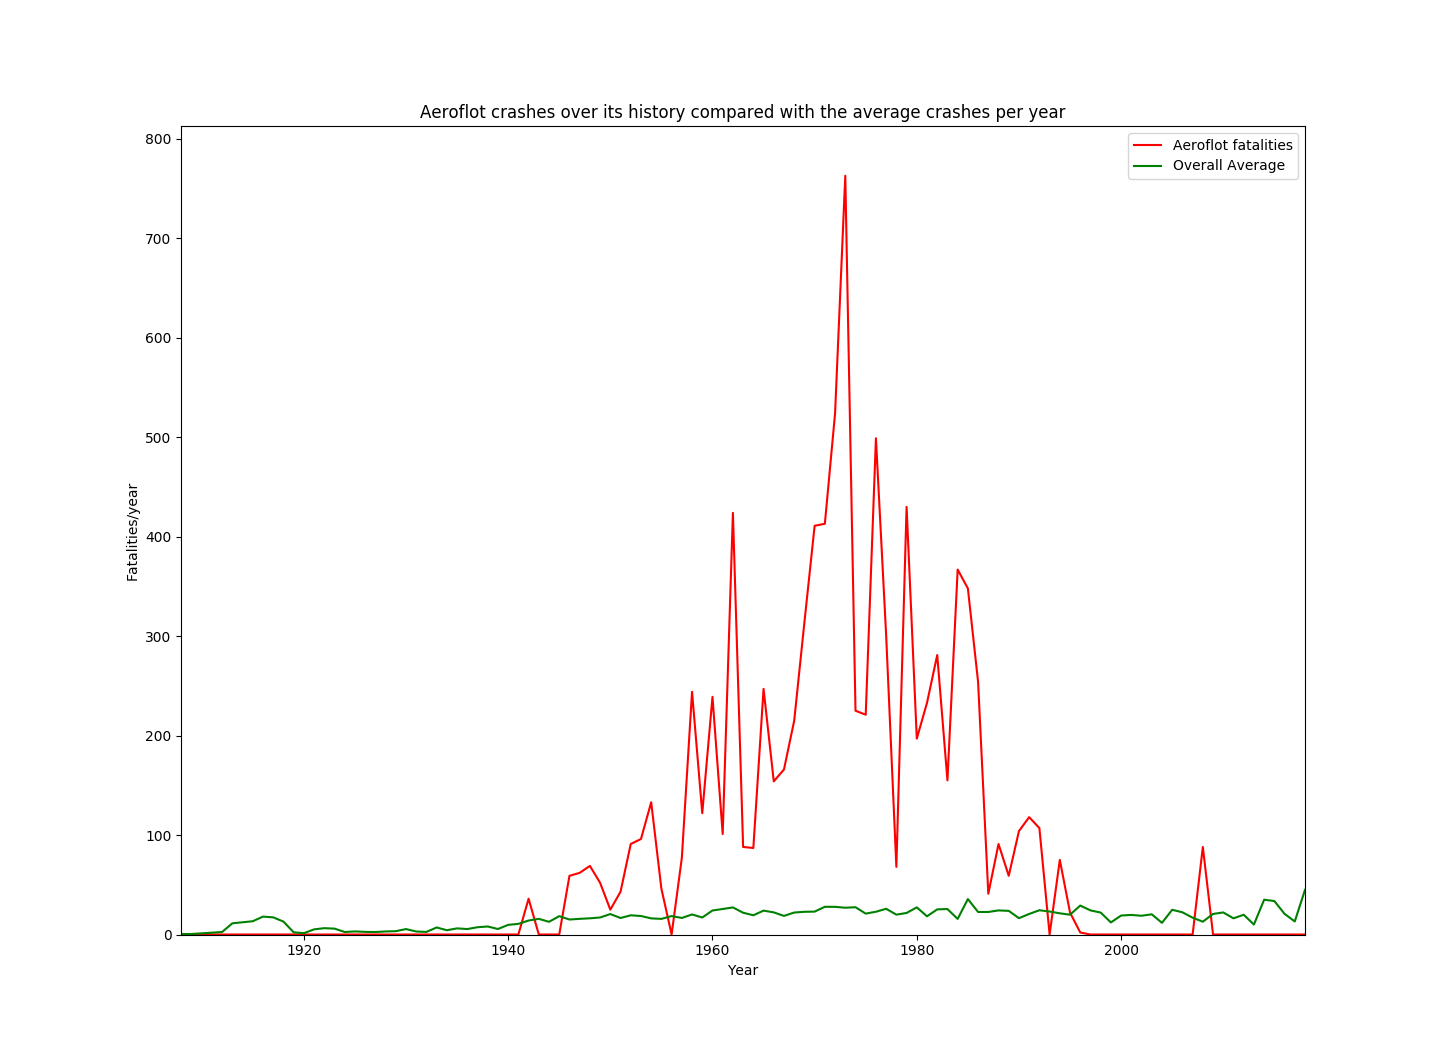 Aeroflot crashes over its history compared with the average crashes per year
Aeroflot fatalities
Overall Average
800
700
600
500
400
300
200
100
0
Fatalities/year
1920 1940 1960 1980 2000
Year